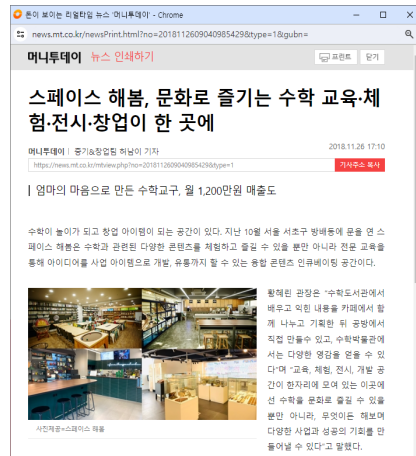 돈이 보이는 리얼타임 뉴스 '머니투데이' - Chrome
news.mt.co.kr/newsPrint.html?no=2018112609040985429&type=1&gubn=
머니투데이 뉴스 인쇄하기
프린트 닫기
스페이스 해봄, 문화로 즐기는 수학 교육·체
험·전시·창업이 한 곳에
머니투데이 | 중기&창업팀 허남이 기자
2018.11.26 17:10
https://news.mt.co.kr/mtview.php?no=2018112609040985429&type=1 기사주소 복사
| 엄마의 마음으로 만든 수학교구, 월 1,200만원 매출도
수학이 놀이가 되고 창업 아이템이 되는 공간이 있다. 지난 10월 서울 서초구 방배동에 문을 연 스
페이스 해봄은 수학과 관련된 다양한 콘텐츠를 체험하고 즐길 수 있을 뿐만 아니라 전문 교육을
통해 아이디어를 사업 아이템으로 개발, 유통까지 할 수 있는 융합 콘텐츠 인큐베이팅 공간이다.
황혜린 관장은 "수학도서관에서
배우고 익힌 내용을 카페에서 함
께 나누고 기획한 뒤 공방에서
직접 만들수 있고, 수학박물관에
서는 다양한 영감을 얻을 수 있
다"며 "교육, 체험, 전시, 개발 공
간이 한자리에 모여 있는 이곳에
선 수학을 문화로 즐길 수 있을
뿐만 아니라, 무엇이든 해보며
다양한 사업과 성공의 기회를 만
들어낼 수 있다"고 말했다.
사진제공=스페이스 해봄